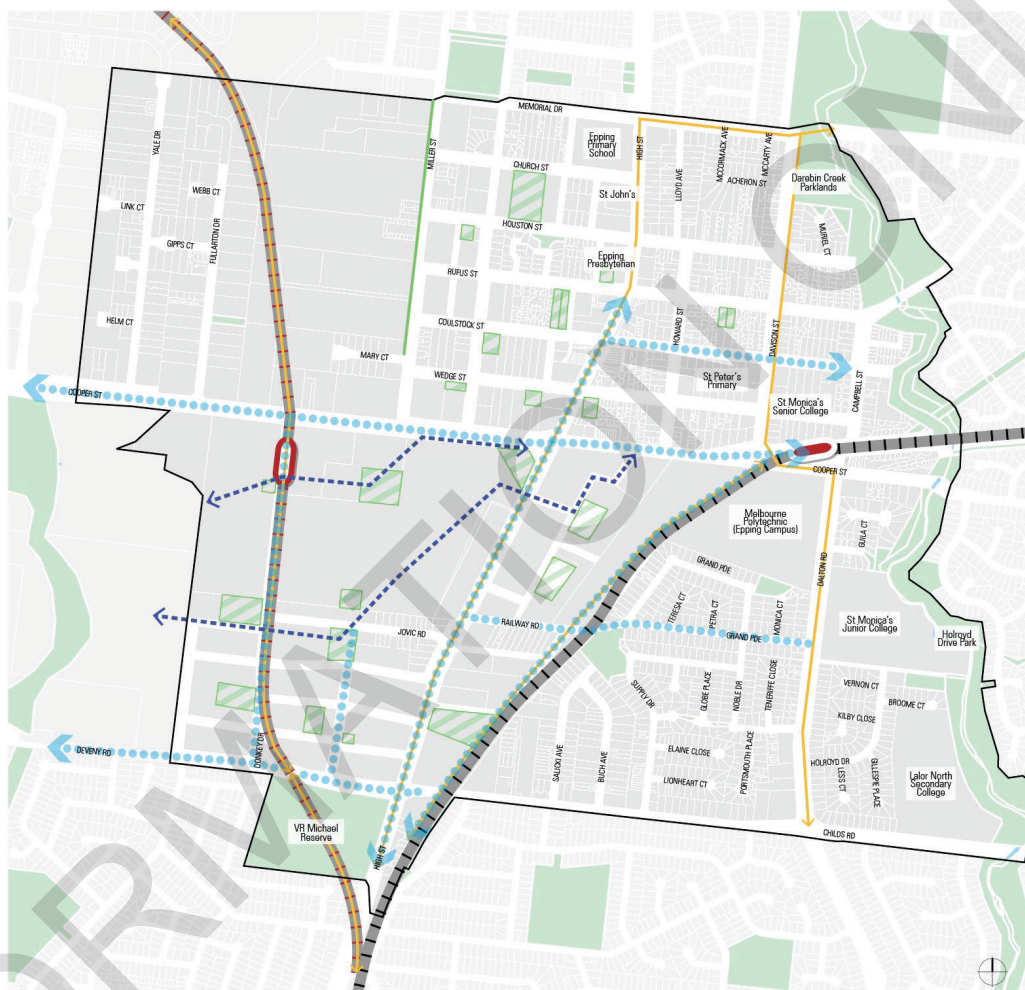 MEMORIAL DR
Epping
Primary
School
HIGH ST
MCCORMACK AVE
MCCARTY AVE
YALE DR
MILLER ST
CHURCH ST
LLOYD AVE
ACHERON ST
Darebin Creek
Parklands
WEBB CT
St John's
LINK CT
FULLARTON DR
HOUSTON ST
MURIEL CT
GIPPS CT
Epping
Presbyterian
RUFUS ST
HELM CT
COULSTOCK ST
HOWARD ST
DAVISON ST
MARY CT
WEDGE ST
St Peter's
Primary
CAMPBELL ST
COOPER ST
St Monica's
Senior College
COOPER ST
Melbourne
Polytechnic
(Epping Campus)
GUILA CT
GRAND PDE
DALTON RD
TERESA CT
PETRA CT
MONICA CT
St Monica's
Junior College
RAILWAY RD
JOVIC RD
GRAND PDE
Holroyd
Drive Park
SUPPLY DR
GLOBE PLACE
NOBLE DR
TENERIFFE CLOSE
VERNON CT
BROOME CT
KILBY CLOSE
DEVENY RD
DONKEY DR
SALICKI AVE
BUCH AVE
ELAINE CLOSE
PORTSMOUTH PLACE
HOLROYD DR
LESS CT
GILLESPIE PLACE
LIONHEART CT
Lalor North
Secondary
College
VR Michael
Reserve
HIGH ST
CHILDS RD
ORMATION ON